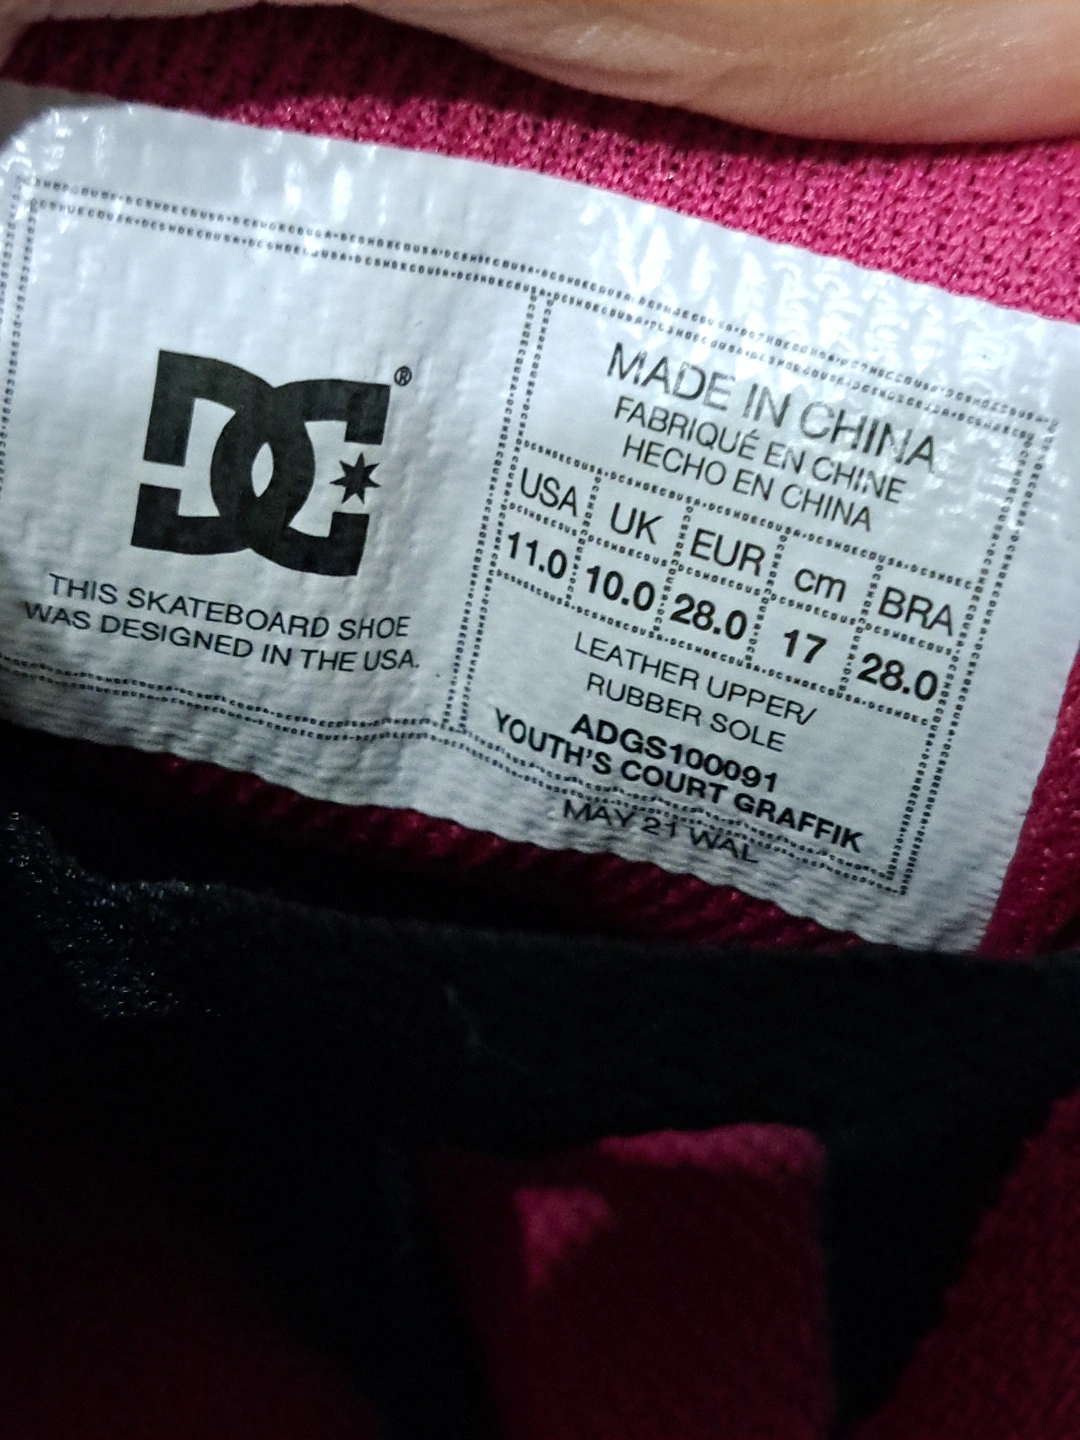 DC®
THIS SKATEBOARD SHOE
WAS DESIGNED IN THE USA.
MADE IN CHINA
FABRIQUÉ EN CHINE
HECHO EN CHINA
USA UK EUR cm BRA
11.0 10.0 28.0 17 28.0
LEATHER UPPER/
RUBBER SOLE
ADGS100091
YOUTH'S COURT GRAFFIK
MAY 21 WAL